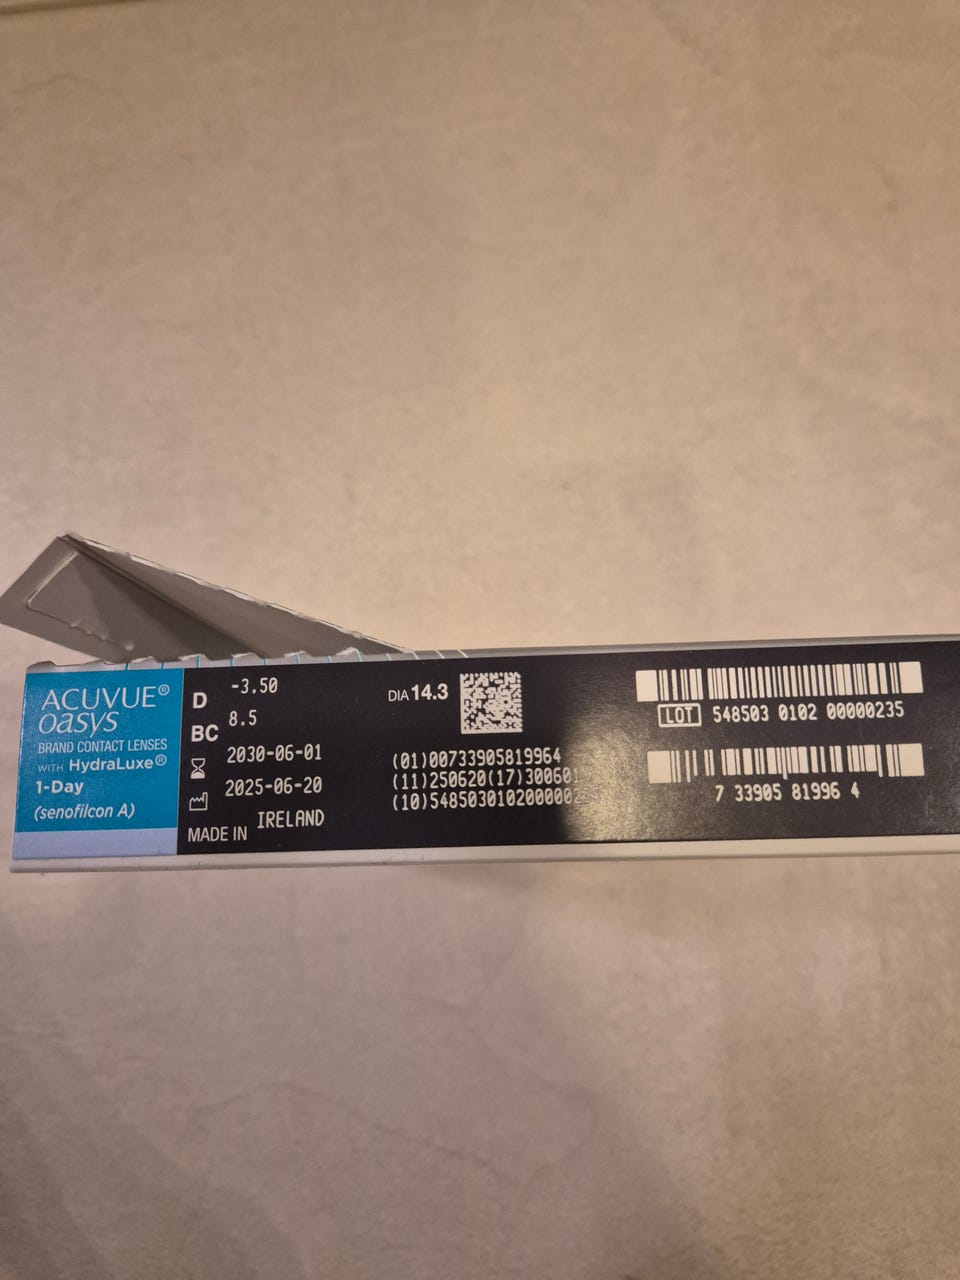 ACUVUE®
oasys
BRAND CONTACT LENSES
WITH HydraLuxe®
1-Day
(senofilcon A)
D -3.50
BC 8.5
2030-06-01
2025-06-20
MADE IN IRELAND
DIA 14.3
(01)00733905819964
(11)250620(17)300601
(10)54850301020000023
LOT 548503 0102 00000235
7 33905 81996 4